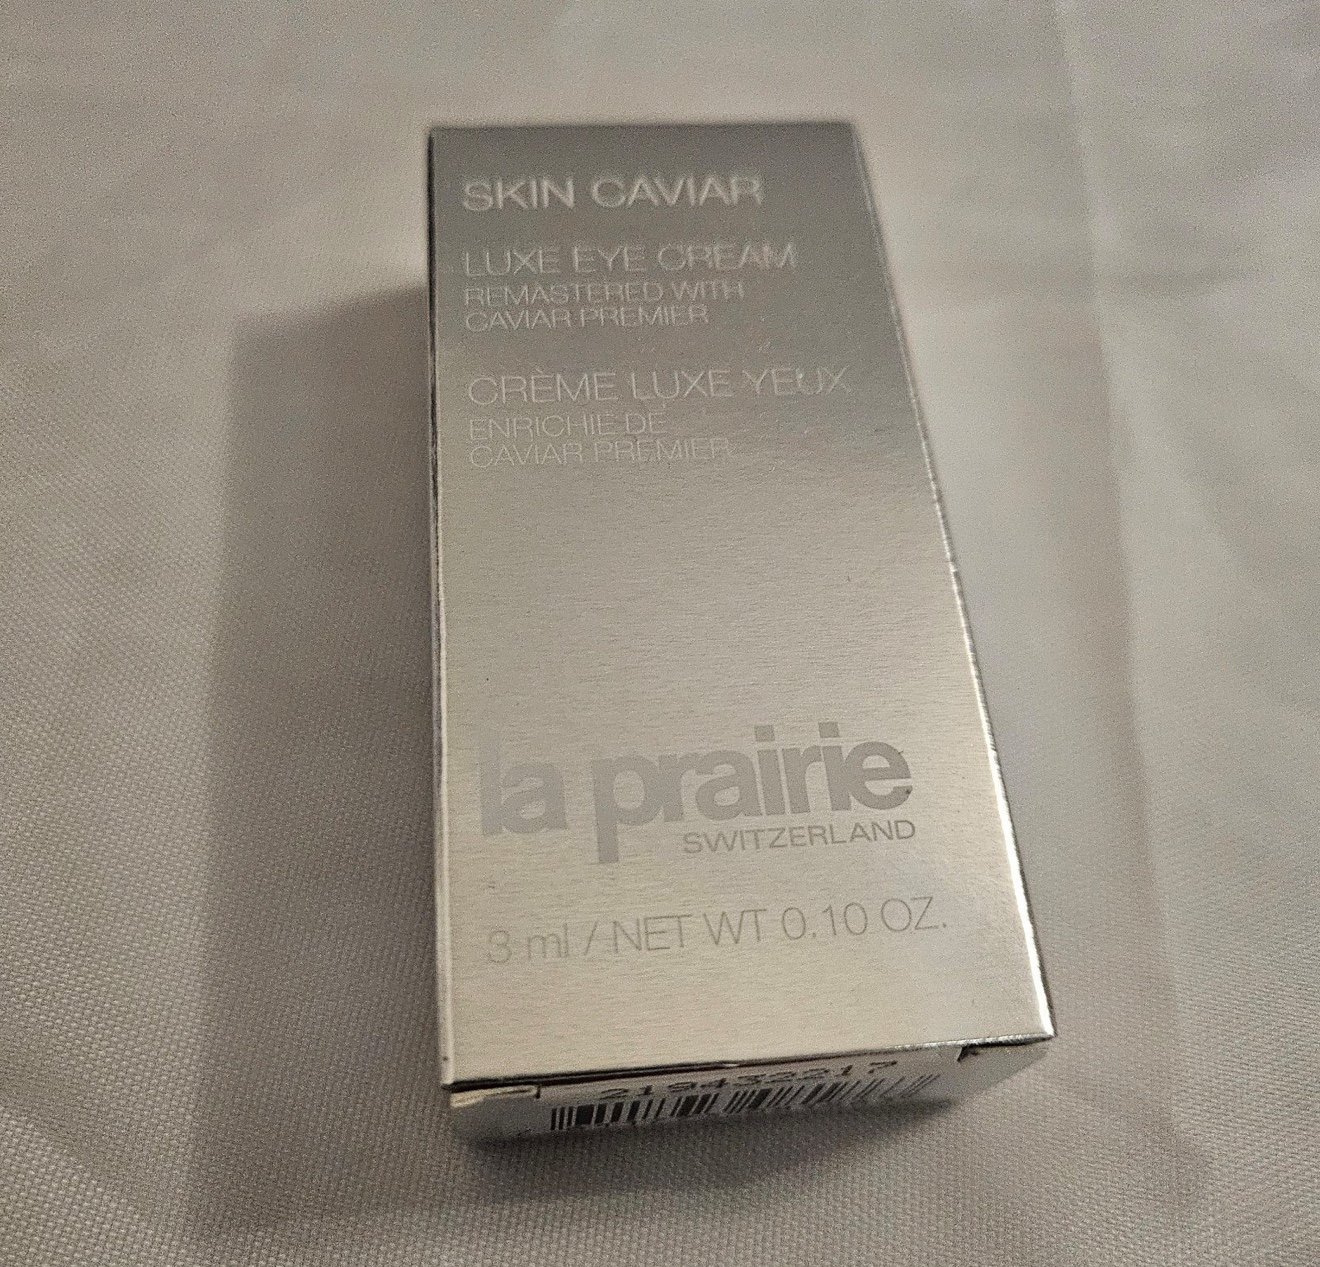 SKIN CAVIAR
LUXE EYE CREAM
REMASTERED WITH
CAVIAR PREMIER
CRÈME LUXE YEUX
ENRICHIE DE
CAVIAR PREMIER
la prairie
SWITZERLAND
3 ml / NET WT 0.10 OZ.
219432217